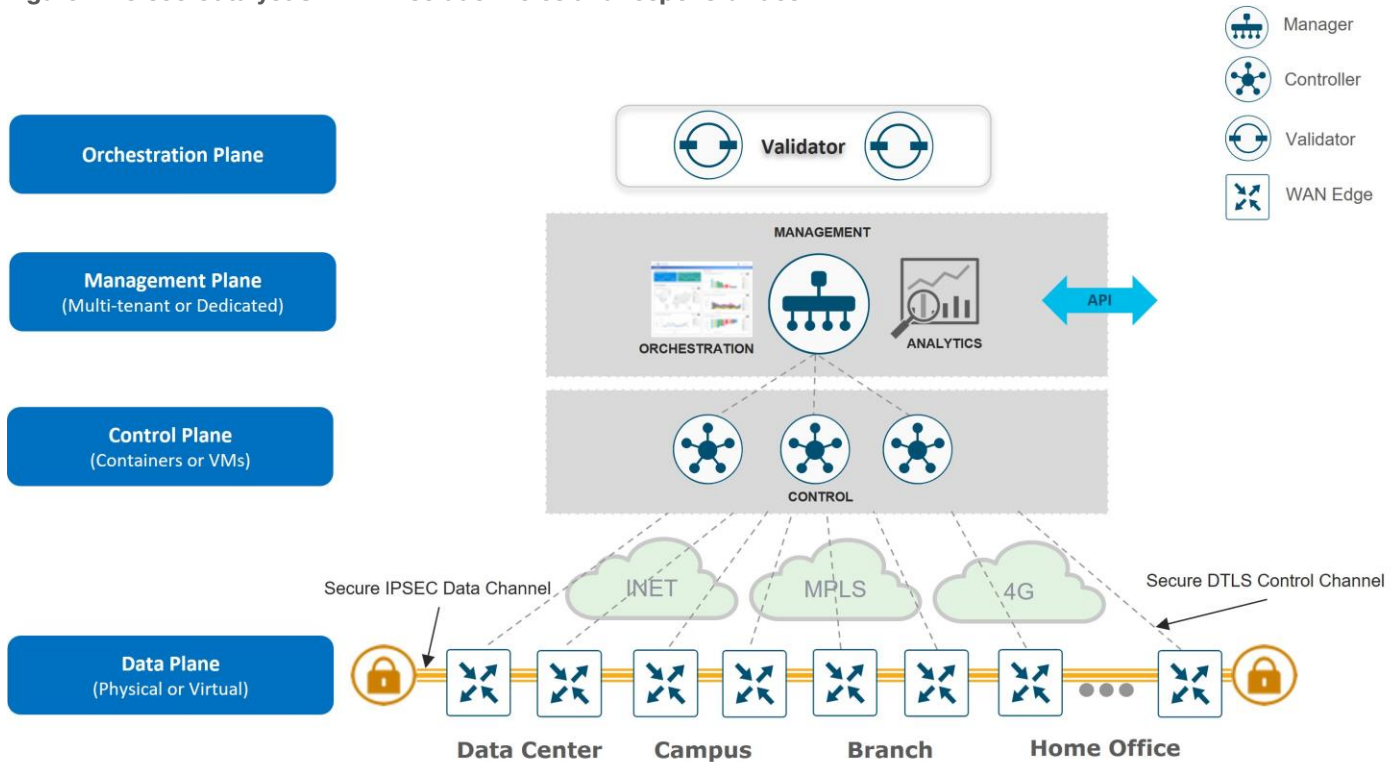 Manager
Controller
Validator
WAN Edge
Orchestration Plane
Validator
Management Plane
(Multi-tenant or Dedicated)
MANAGEMENT
ORCHESTRATION
ANALYTICS
API
Control Plane
(Containers or VMs)
CONTROL
INET
MPLS
4G
Secure IPSEC Data Channel
Secure DTLS Control Channel
Data Plane
(Physical or Virtual)
Data Center
Campus
Branch
Home Office